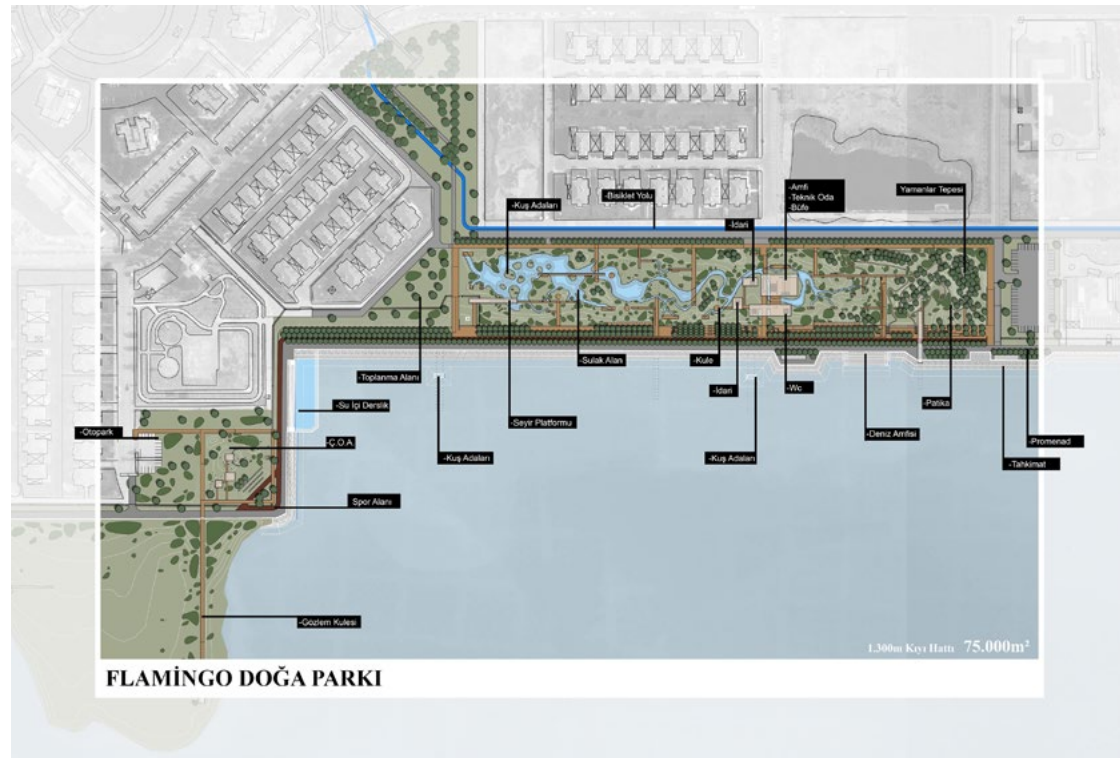 -Kuş Adaları
-Bisiklet Yolu
-Amfi
-Teknik Oda
-Büfe
Yamanlar Tepesi
-İdari
-Toplanma Alanı
-Sulak Alan
-Kule
-İdari
-Wc
-Patika
-Su İçi Derslik
-Seyir Platformu
-Deniz Amfisi
-Otopark
-Ç.O.A
-Kuş Adaları
-Kuş Adaları
-Promenad
-Tahkimat
Spor Alanı
-Gözlem Kulesi
1.300m Kıyı Hattı 75.000m²
FLAMİNGO DOĞA PARKI